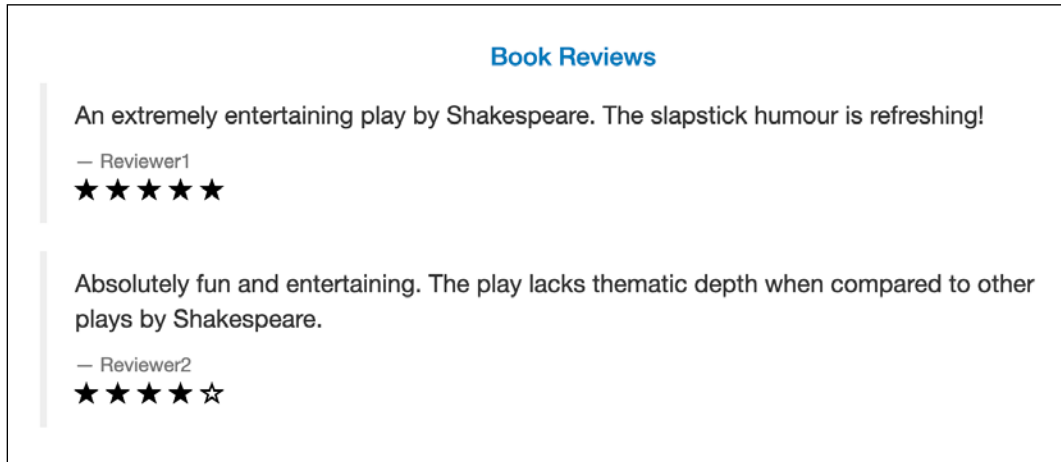 Book Reviews
An extremely entertaining play by Shakespeare. The slapstick humour is refreshing!
— Reviewer1
★ ★ ★ ★ ★
Absolutely fun and entertaining. The play lacks thematic depth when compared to other
plays by Shakespeare.
— Reviewer2
★ ★ ★ ★ ☆